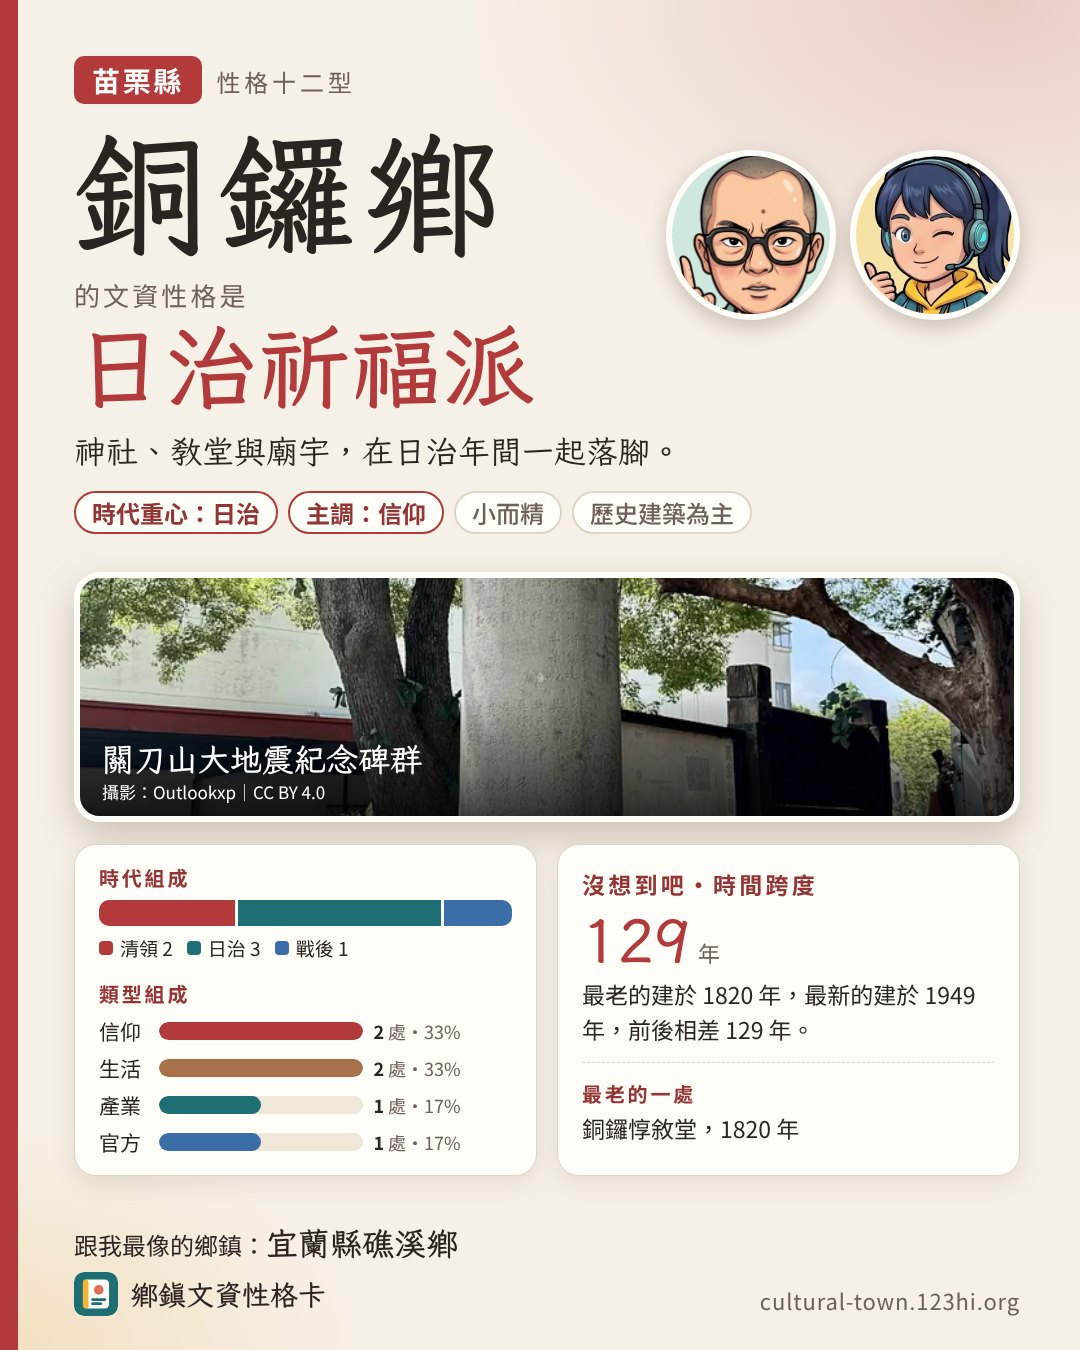 苗栗縣 性格十二型
銅鑼鄉
的文資性格是
日治祈福派
神社、教堂與廟宇，在日治年間一起落腳。
時代重心：日治 主調：信仰 小而精 歷史建築為主
關刀山大地震紀念碑群
攝影：Outlookxp｜CC BY 4.0
時代組成
清領 2 日治 3 戰後 1
類型組成
信仰 2 處・33%
生活 2 處・33%
產業 1 處・17%
官方 1 處・17%
沒想到吧・時間跨度
129 年
最老的建於 1820 年，最新的建於 1949
年，前後相差 129 年。
最老的一處
銅鑼惇敘堂，1820 年
跟我最像的鄉鎮：宜蘭縣礁溪鄉
鄉鎮文資性格卡
cultural-town.123hi.org